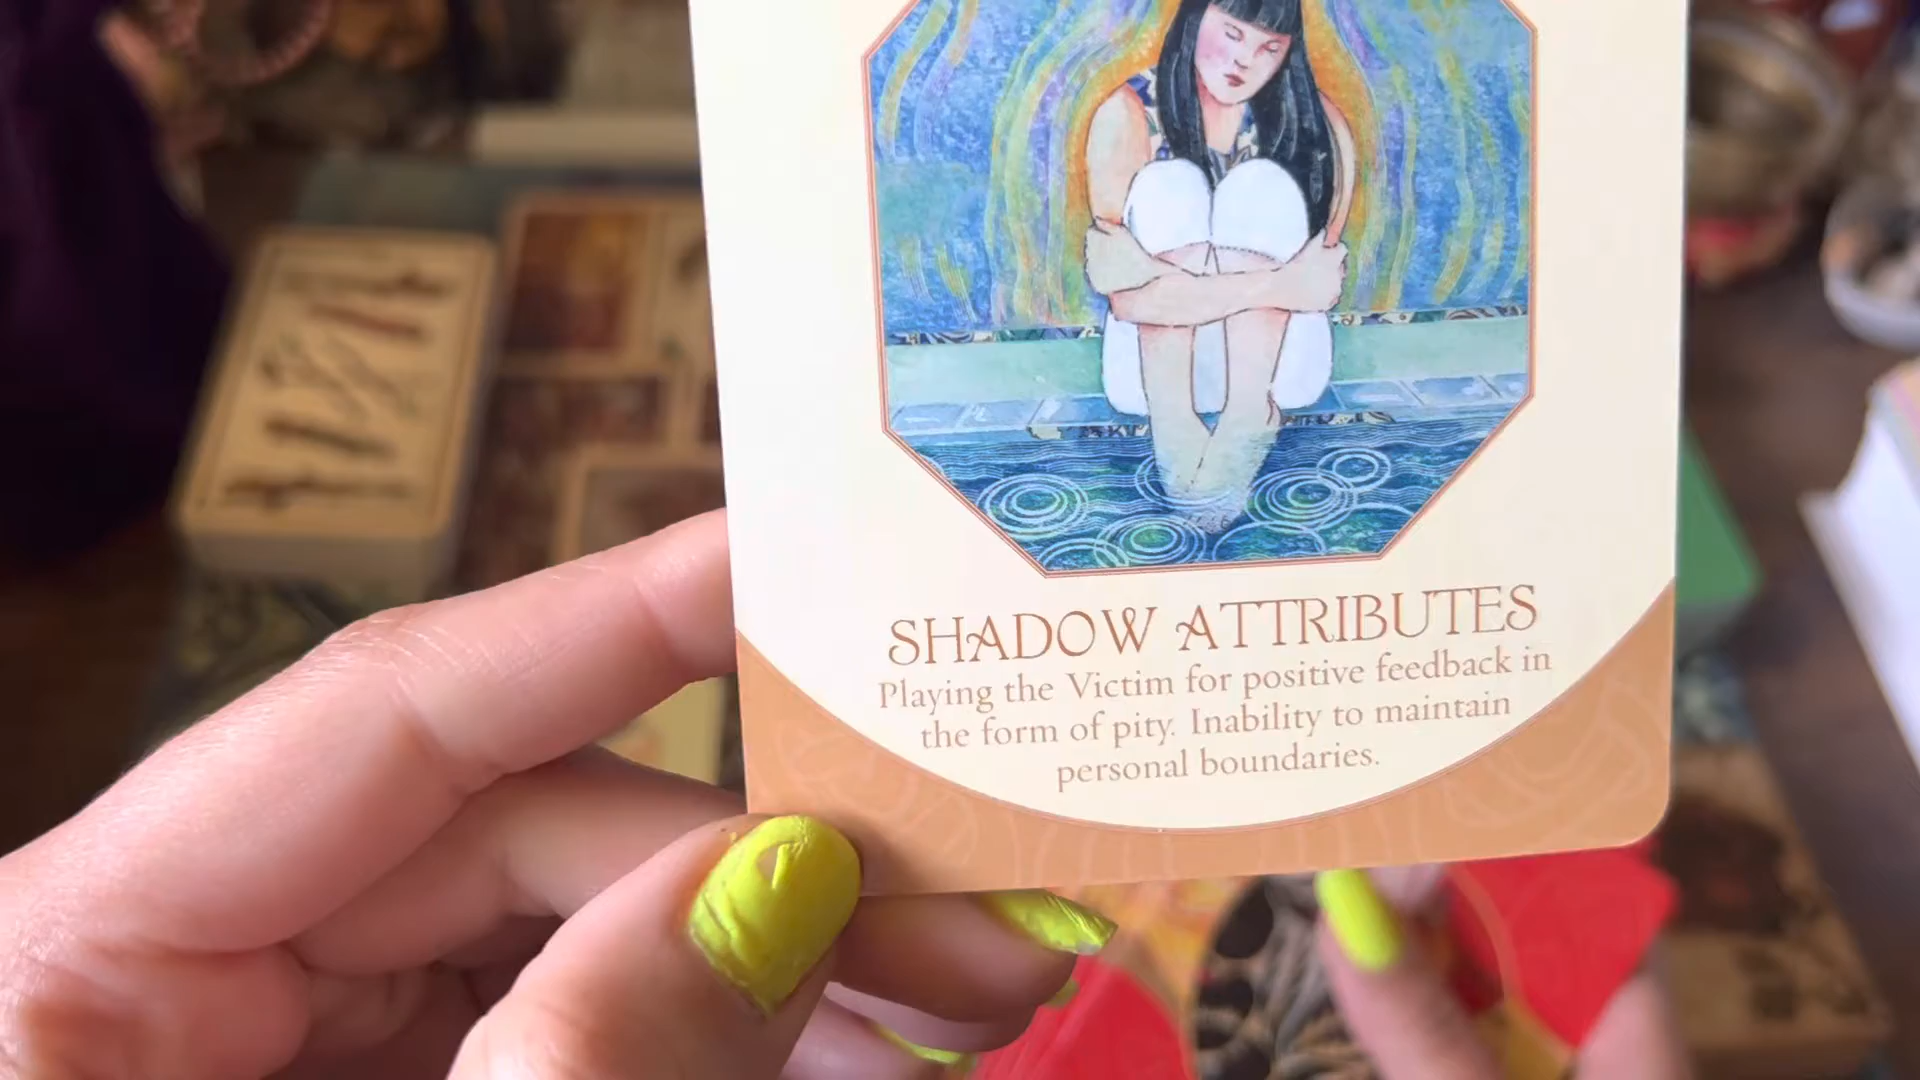 SHADOW ATTRIBUTES
Playing the Victim for positive feedback in
the form of pity. Inability to maintain
personal boundaries.